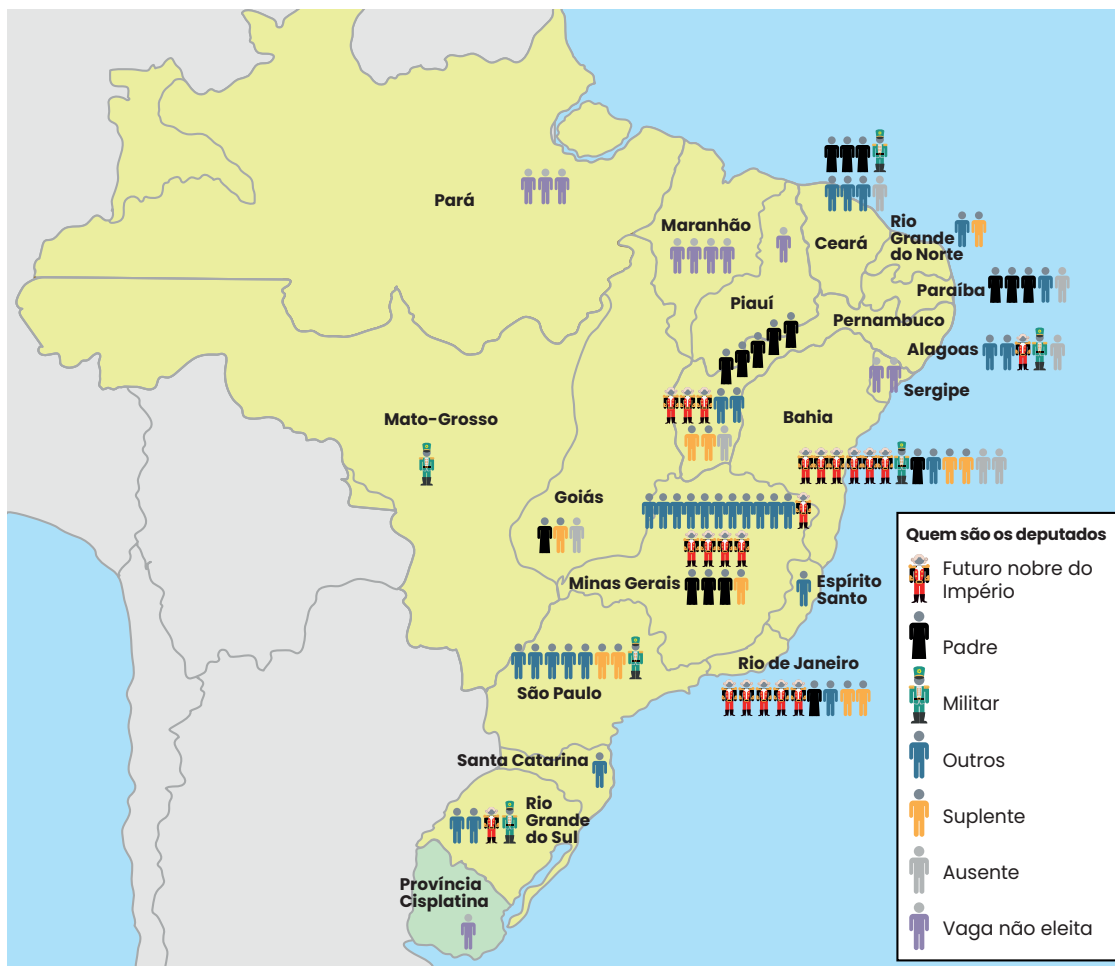 Pará
Maranhão
Ceará
Rio
Grande
do Norte
Paraíba
Piauí
Pernambuco
Alagoas
Sergipe
Mato-Grosso
Bahia
Goiás
Minas Gerais
Espírito
Santo
São Paulo
Rio de Janeiro
Santa Catarina
Rio
Grande
do Sul
Província
Cisplatina
Quem são os deputados
Futuro nobre do
Império
Padre
Militar
Outros
Suplente
Ausente
Vaga não eleita